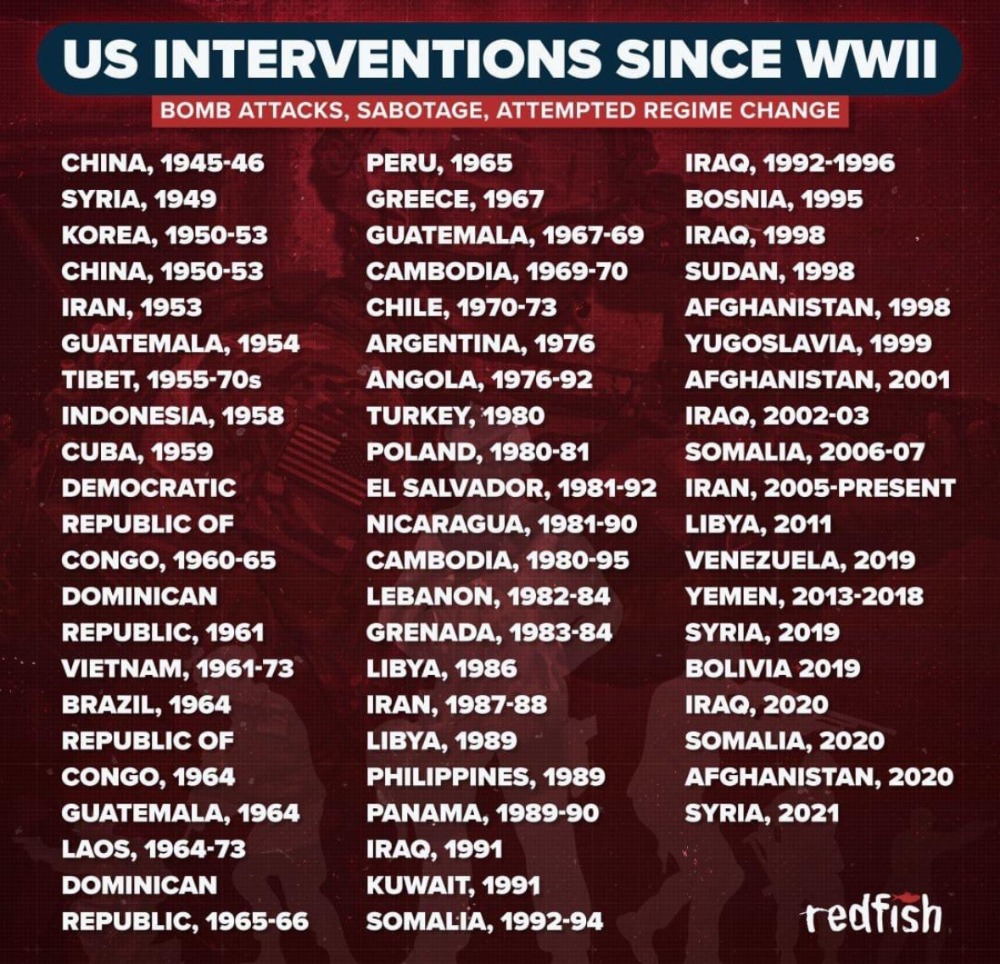 US INTERVENTIONS SINCE WWII
BOMB ATTACKS, SABOTAGE, ATTEMPTED REGIME CHANGE
CHINA, 1945-46
SYRIA, 1949
KOREA, 1950-53
CHINA, 1950-53
IRAN, 1953
GUATEMALA, 1954
TIBET, 1955-70s
INDONESIA, 1958
CUBA, 1959
DEMOCRATIC
REPUBLIC OF
CONGO, 1960-65
DOMINICAN
REPUBLIC, 1961
VIETNAM, 1961-73
BRAZIL, 1964
REPUBLIC OF
CONGO, 1964
GUATEMALA, 1964
LAOS, 1964-73
DOMINICAN
REPUBLIC, 1965-66
PERU, 1965
GREECE, 1967
GUATEMALA, 1967-69
CAMBODIA, 1969-70
CHILE, 1970-73
ARGENTINA, 1976
ANGOLA, 1976-92
TURKEY, 1980
POLAND, 1980-81
EL SALVADOR, 1981-92
NICARAGUA, 1981-90
CAMBODIA, 1980-95
LEBANON, 1982-84
GRENADA, 1983-84
LIBYA, 1986
IRAN, 1987-88
LIBYA, 1989
PHILIPPINES, 1989
PANAMA, 1989-90
IRAQ, 1991
KUWAIT, 1991
SOMALIA, 1992-94
IRAQ, 1992-1996
BOSNIA, 1995
IRAQ, 1998
SUDAN, 1998
AFGHANISTAN, 1998
YUGOSLAVIA, 1999
AFGHANISTAN, 2001
IRAQ, 2002-03
SOMALIA, 2006-07
IRAN, 2005-PRESENT
LIBYA, 2011
VENEZUELA, 2019
YEMEN, 2013-2018
SYRIA, 2019
BOLIVIA 2019
IRAQ, 2020
SOMALIA, 2020
AFGHANISTAN, 2020
SYRIA, 2021
redfish